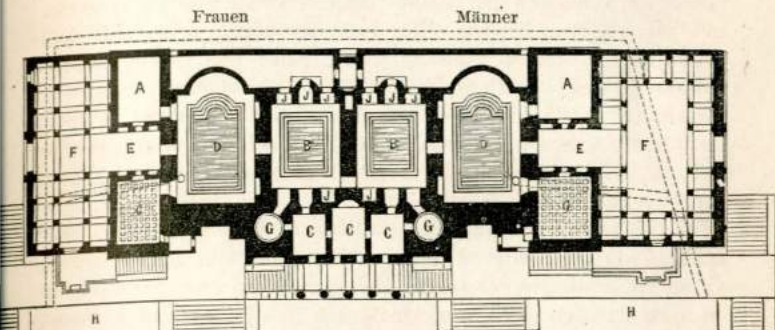 Frauen Männer
A A
J J J J J J
F E D B B D E F
J J
G G
G C C C G
H H